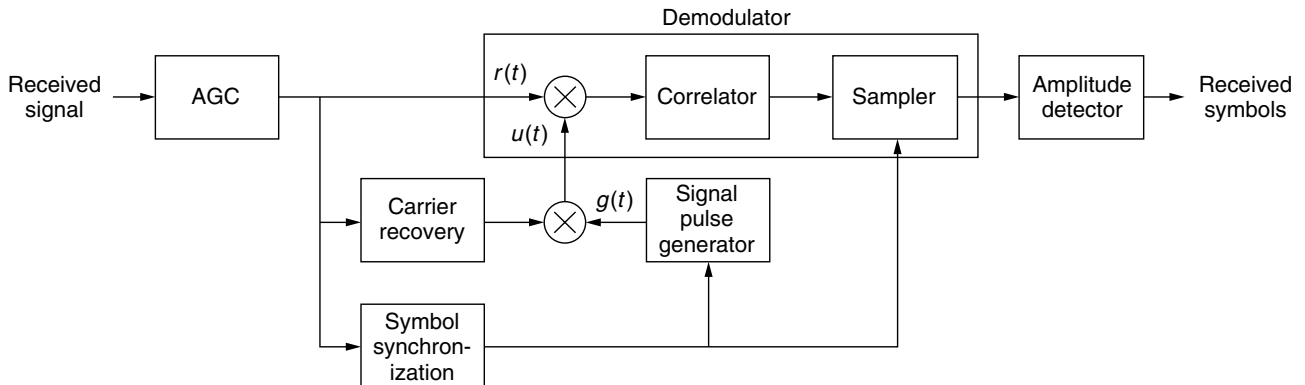 Demodulator
Received
signal
AGC
r(t)
Correlator
Sampler
Amplitude
detector
Received
symbols
u(t)
Carrier
recovery
g(t)
Signal
pulse
generator
Symbol
synchron-
ization